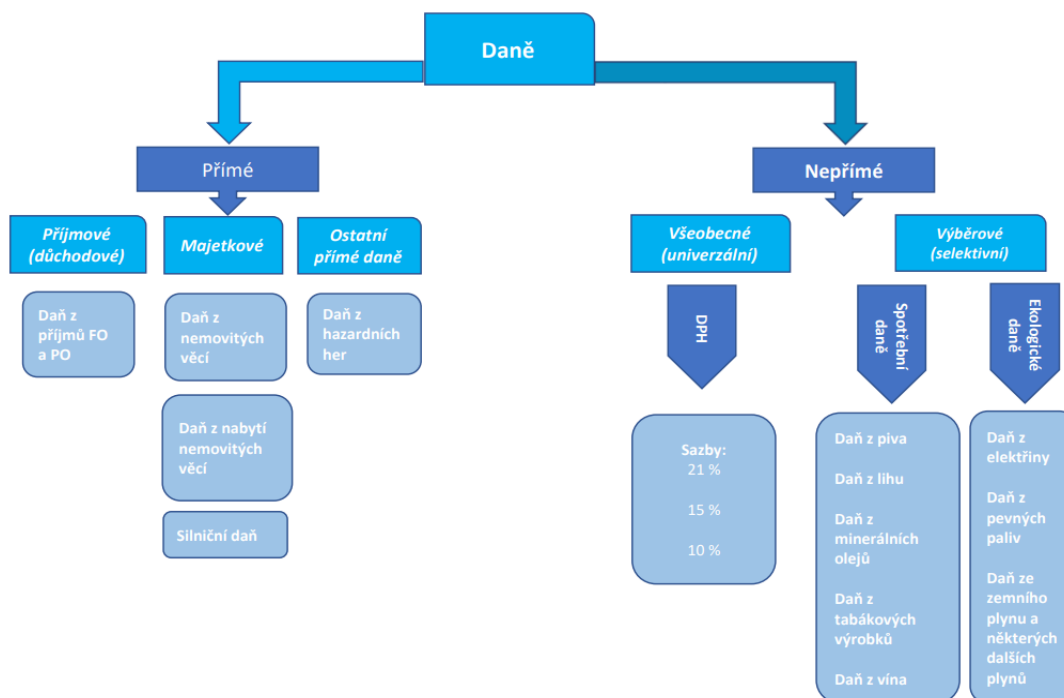 Daně
Přímé
Nepřímé
Příjmové
(důchodové)
Majetkové
Ostatní
přímé daně
Všeobecné
(univerzální)
Výběrové
(selektivní)
Daň z
příjmů FO
a PO
Daň z
nemovitých
věcí
Daň z
hazardních
her
Daň z nabytí
nemovitých
věcí
Silniční daň
DPH
Spotřební
daně
Ekologické
daně
Sazby:
21 %
15 %
10 %
Daň z piva
Daň z lihu
Daň z
minerálních
olejů
Daň z
tabákových
výrobků
Daň z vína
Daň z
elektřiny
Daň z
pevných
paliv
Daň ze
zemního
plynu a
některých
dalších
plynů